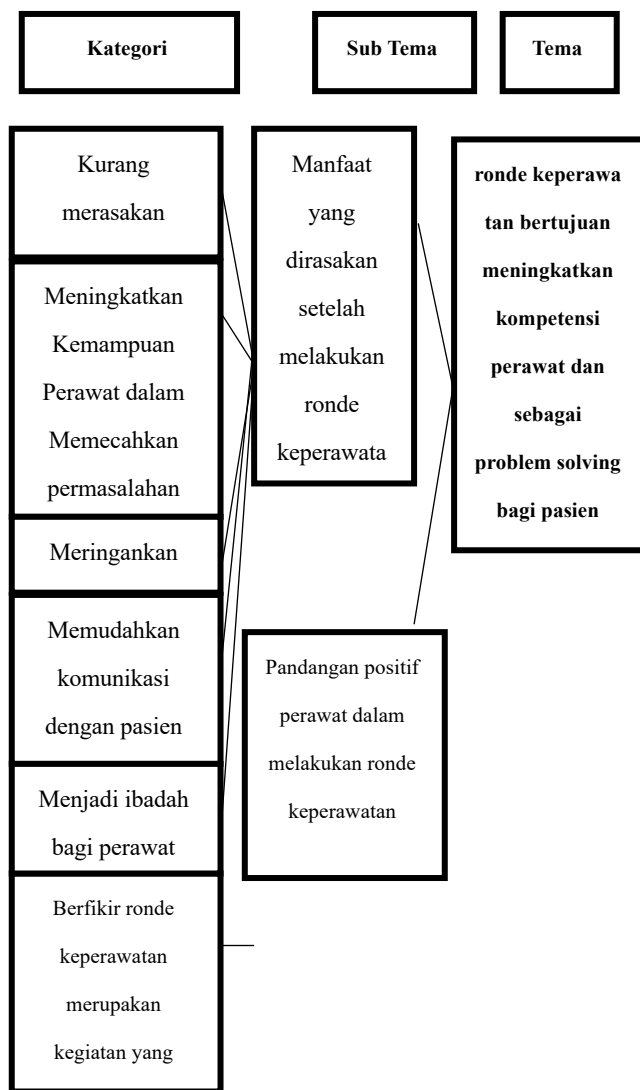 Kategori
Sub Tema
Tema
Kurang
merasakan
Meningkatkan
Kemampuan
Perawat dalam
Memecahkan
permasalahan
Meringankan
Memudahkan
komunikasi
dengan pasien
Menjadi ibadah
bagi perawat
Berfikir ronde
keperawatan
merupakan
kegiatan yang
Manfaat
yang
dirasakan
setelah
melakukan
ronde
keperawata
Pandangan positif
perawat dalam
melakukan ronde
keperawatan
ronde keperawa
tan bertujuan
meningkatkan
kompetensi
perawat dan
sebagai
problem solving
bagi pasien